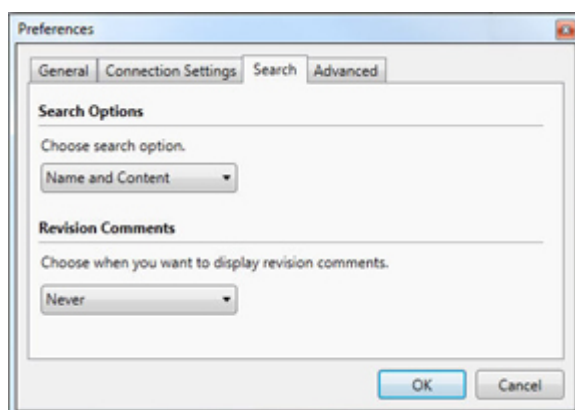 Preferences
General Connection Settings Search Advanced
Search Options
Choose search option.
Name and Content
Revision Comments
Choose when you want to display revision comments.
Never
OK Cancel